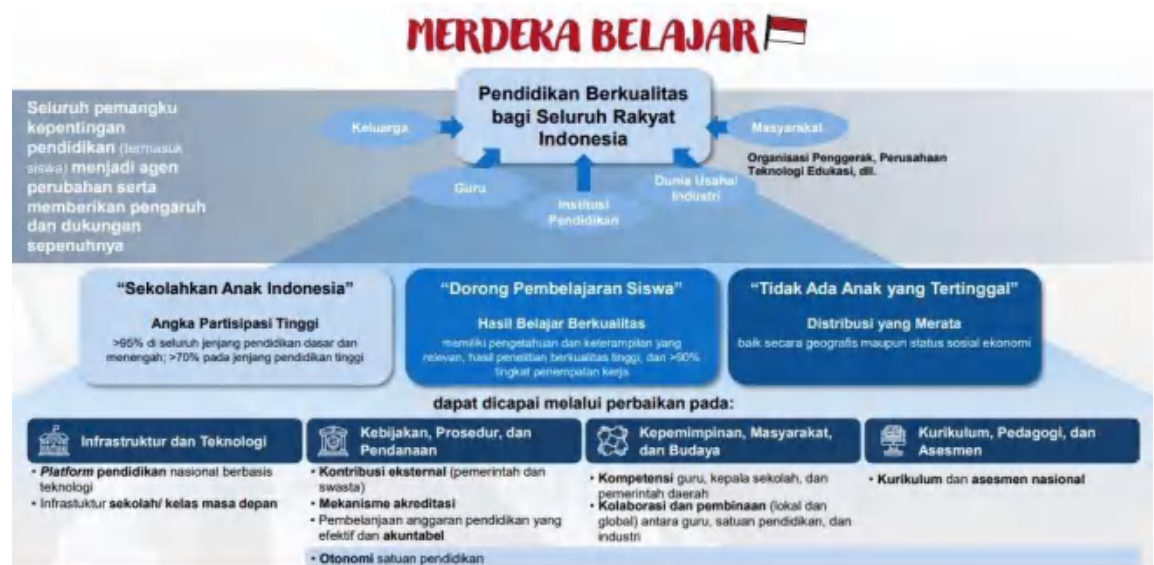 MERDEKA BELAJAR
Pendidikan Berkualitas
bagi Seluruh Rakyat
Indonesia
Seluruh pemangku
kepentingan
pendidikan (termasuk
siswa) menjadi agen
perubahan serta
memberikan pengaruh
dan dukungan
sepenuhnya
Keluarga
Guru
Institusi
Pendidikan
Dunia Usaha/
Industri
Masyarakat
Organisasi Penggerak, Perusahaan
Teknologi Edukasi, dll.
“Sekolahkan Anak Indonesia”
Angka Partisipasi Tinggi
>95% di seluruh jenjang pendidikan dasar dan
menengah; >70% pada jenjang pendidikan tinggi
“Dorong Pembelajaran Siswa”
Hasil Belajar Berkualitas
memiliki pengetahuan dan keterampilan yang
relevan, hasil penelitian berkualitas tinggi, dan >90%
tingkat penempatan kerja
“Tidak Ada Anak yang Tertinggal”
Distribusi yang Merata
baik secara geografis maupun status sosial ekonomi
dapat dicapai melalui perbaikan pada:
Infrastruktur dan Teknologi
• Platform pendidikan nasional berbasis
teknologi
• Infrastuktur sekolah/ kelas masa depan
Kebijakan, Prosedur, dan
Pendanaan
• Kontribusi eksternal (pemerintah dan
swasta)
• Mekanisme akreditasi
• Pembelanjaan anggaran pendidikan yang
efektif dan akuntabel
• Otonomi satuan pendidikan
Kepemimpinan, Masyarakat,
dan Budaya
• Kompetensi guru, kepala sekolah, dan
pemerintah daerah
• Kolaborasi dan pembinaan (lokal dan
global) antara guru, satuan pendidikan, dan
industri
Kurikulum, Pedagogi, dan
Asesmen
• Kurikulum dan asesmen nasional